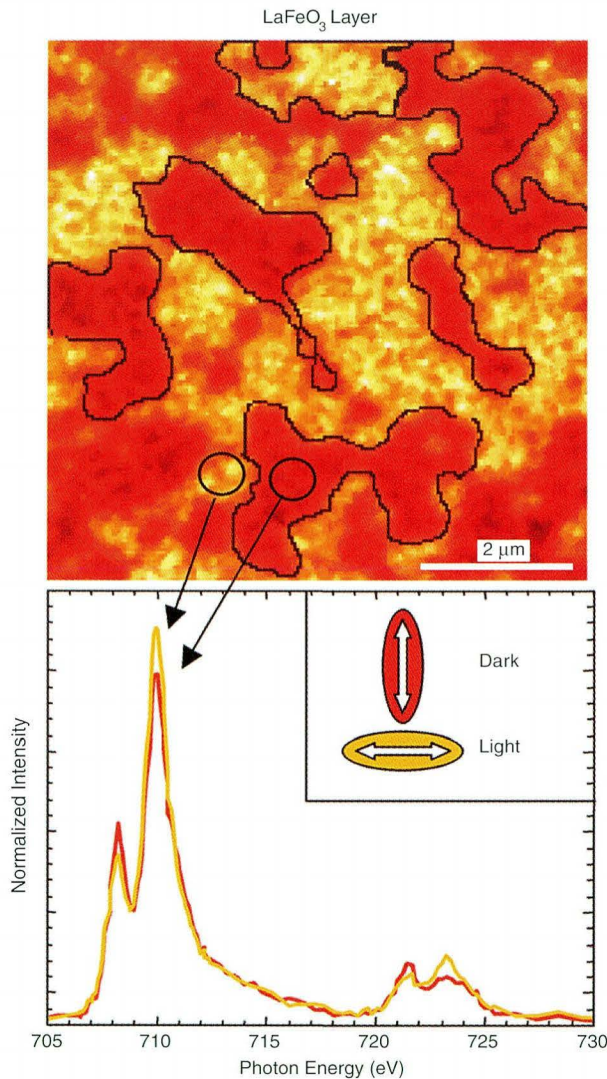 LaFeO₃ Layer
2 μm
Dark
Light
Normalized Intensity
705 710 715 720 725 730
Photon Energy (eV)